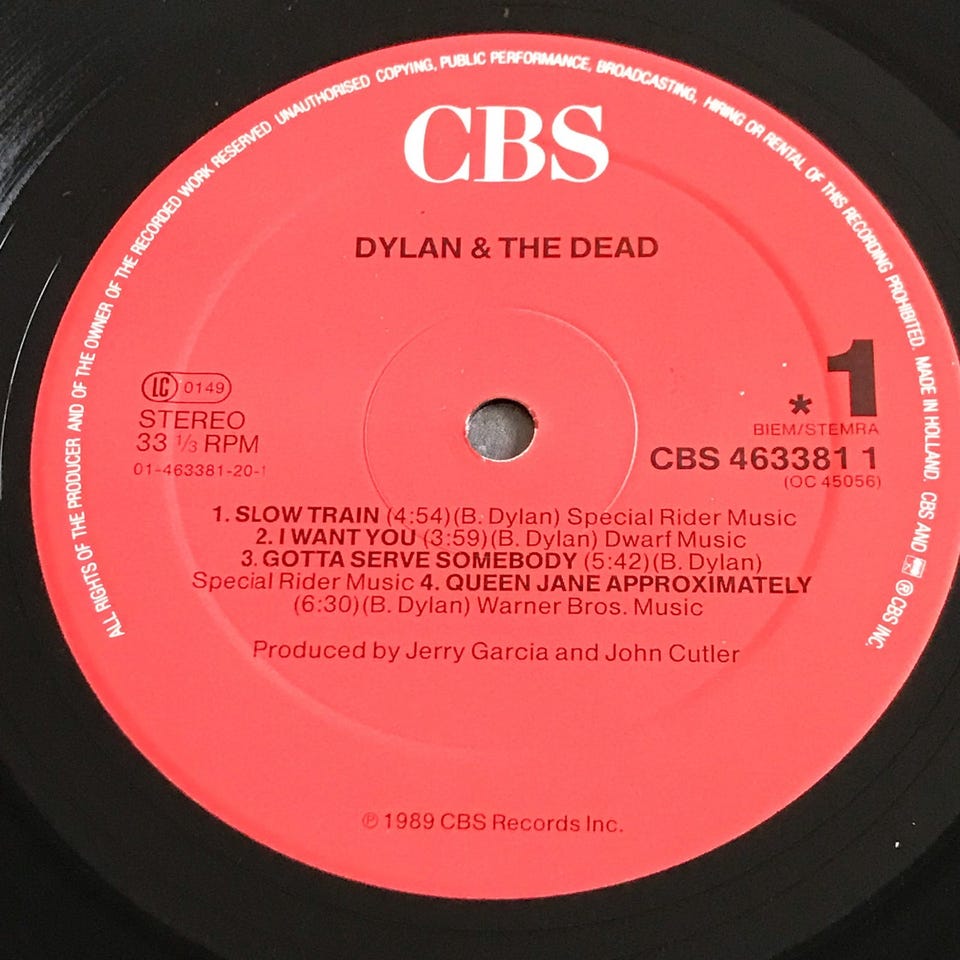 ALL RIGHTS OF THE PRODUCER AND OF THE OWNER OF THE RECORDED WORK RESERVED UNAUTHORISED COPYING, PUBLIC PERFORMANCE, BROADCASTING, HIRING OR RENTAL OF THIS RECORDING PROHIBITED. MADE IN HOLLAND. CBS AND ℗ CBS INC.
CBS
DYLAN & THE DEAD
LC 0149
STEREO
33 ⅓ RPM
01-463381-20-1
* 1
BIEM/STEMRA
CBS 463381 1
(OC 45056)
1. SLOW TRAIN (4:54)(B. Dylan) Special Rider Music
2. I WANT YOU (3:59)(B. Dylan) Dwarf Music
3. GOTTA SERVE SOMEBODY (5:42)(B. Dylan)
Special Rider Music 4. QUEEN JANE APPROXIMATELY
(6:30)(B. Dylan) Warner Bros. Music
Produced by Jerry Garcia and John Cutler
℗ 1989 CBS Records Inc.